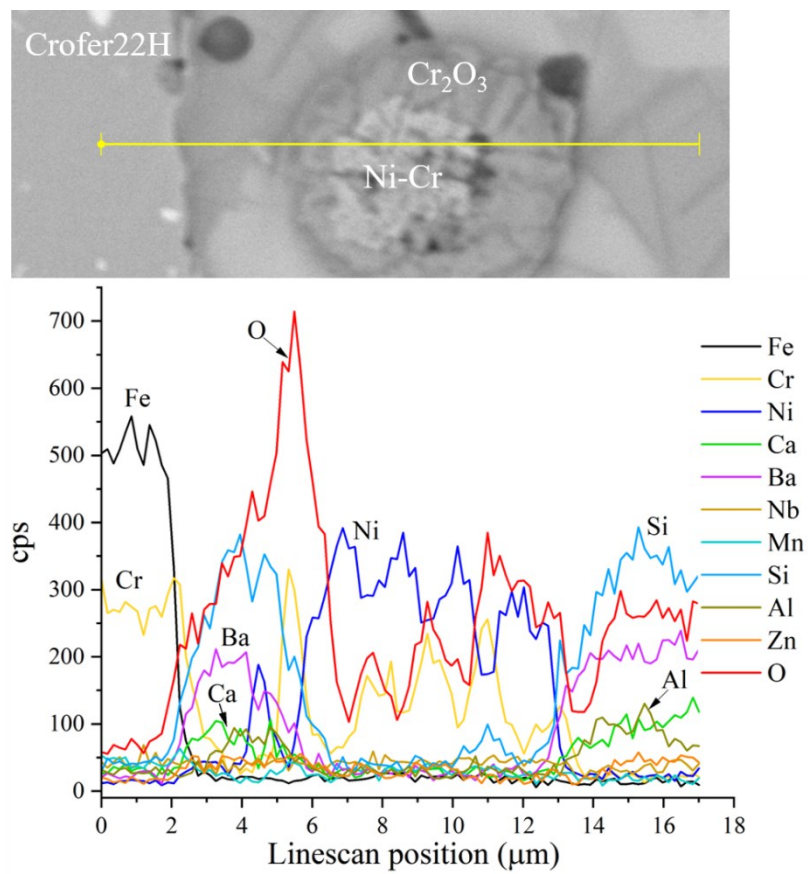 Crofer22H
Cr₂O₃
Ni-Cr
700
600
500
400
300
200
100
0
cps
O
Fe
Cr
Ni
Ba
Ca
Si
Al
Fe
Cr
Ni
Ca
Ba
Nb
Mn
Si
Al
Zn
O
0 2 4 6 8 10 12 14 16 18
Linescan position (μm)